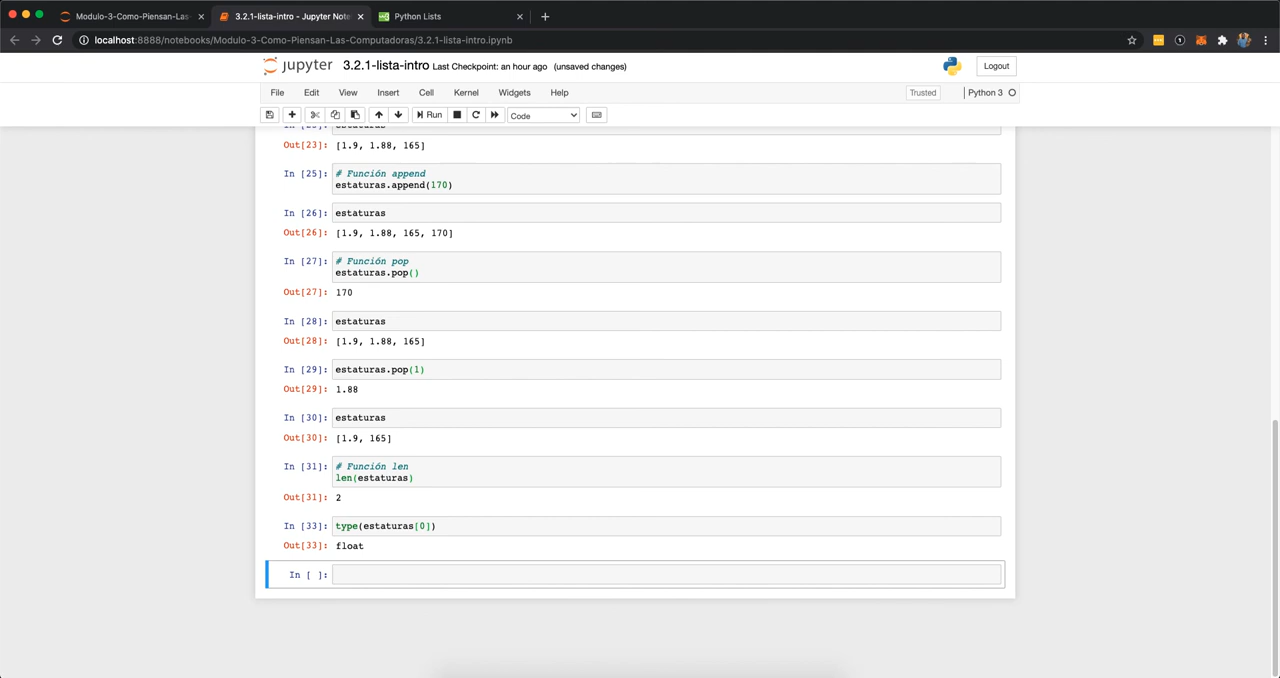 Modulo-3-Como-Piensan-Las-
3.2.1-lista-intro - Jupyter Note
Python Lists
localhost:8888/notebooks/Modulo-3-Como-Piensan-Las-Computadoras/3.2.1-lista-intro.ipynb
jupyter 3.2.1-lista-intro Last Checkpoint: an hour ago (unsaved changes)
Logout
File Edit View Insert Cell Kernel Widgets Help
Trusted
Python 3
Run
Code
Out[23]: [1.9, 1.88, 165]
In [25]: # Función append
estaturas.append(170)
In [26]: estaturas
Out[26]: [1.9, 1.88, 165, 170]
In [27]: # Función pop
estaturas.pop()
Out[27]: 170
In [28]: estaturas
Out[28]: [1.9, 1.88, 165]
In [29]: estaturas.pop(1)
Out[29]: 1.88
In [30]: estaturas
Out[30]: [1.9, 165]
In [31]: # Función len
len(estaturas)
Out[31]: 2
In [33]: type(estaturas[0])
Out[33]: float
In [ ]: